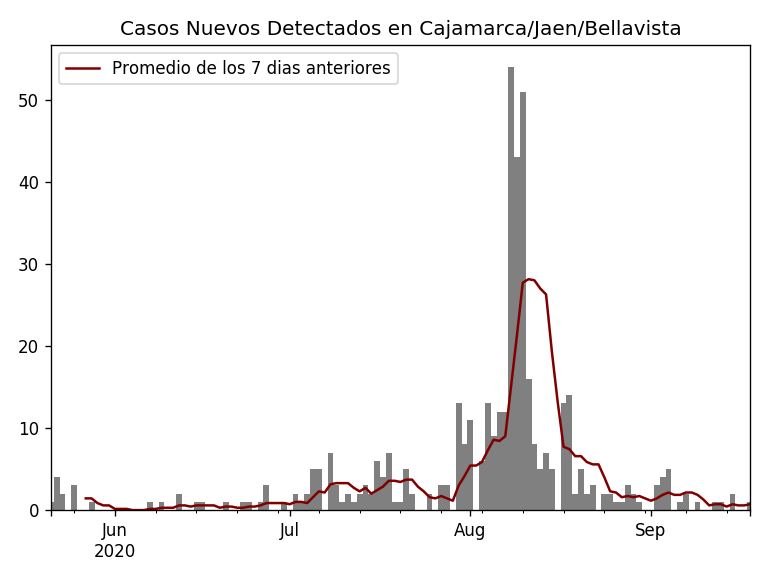 Casos Nuevos Detectados en Cajamarca/Jaen/Bellavista
Promedio de los 7 dias anteriores
50
40
30
20
10
0
Jun Jul Aug Sep
2020